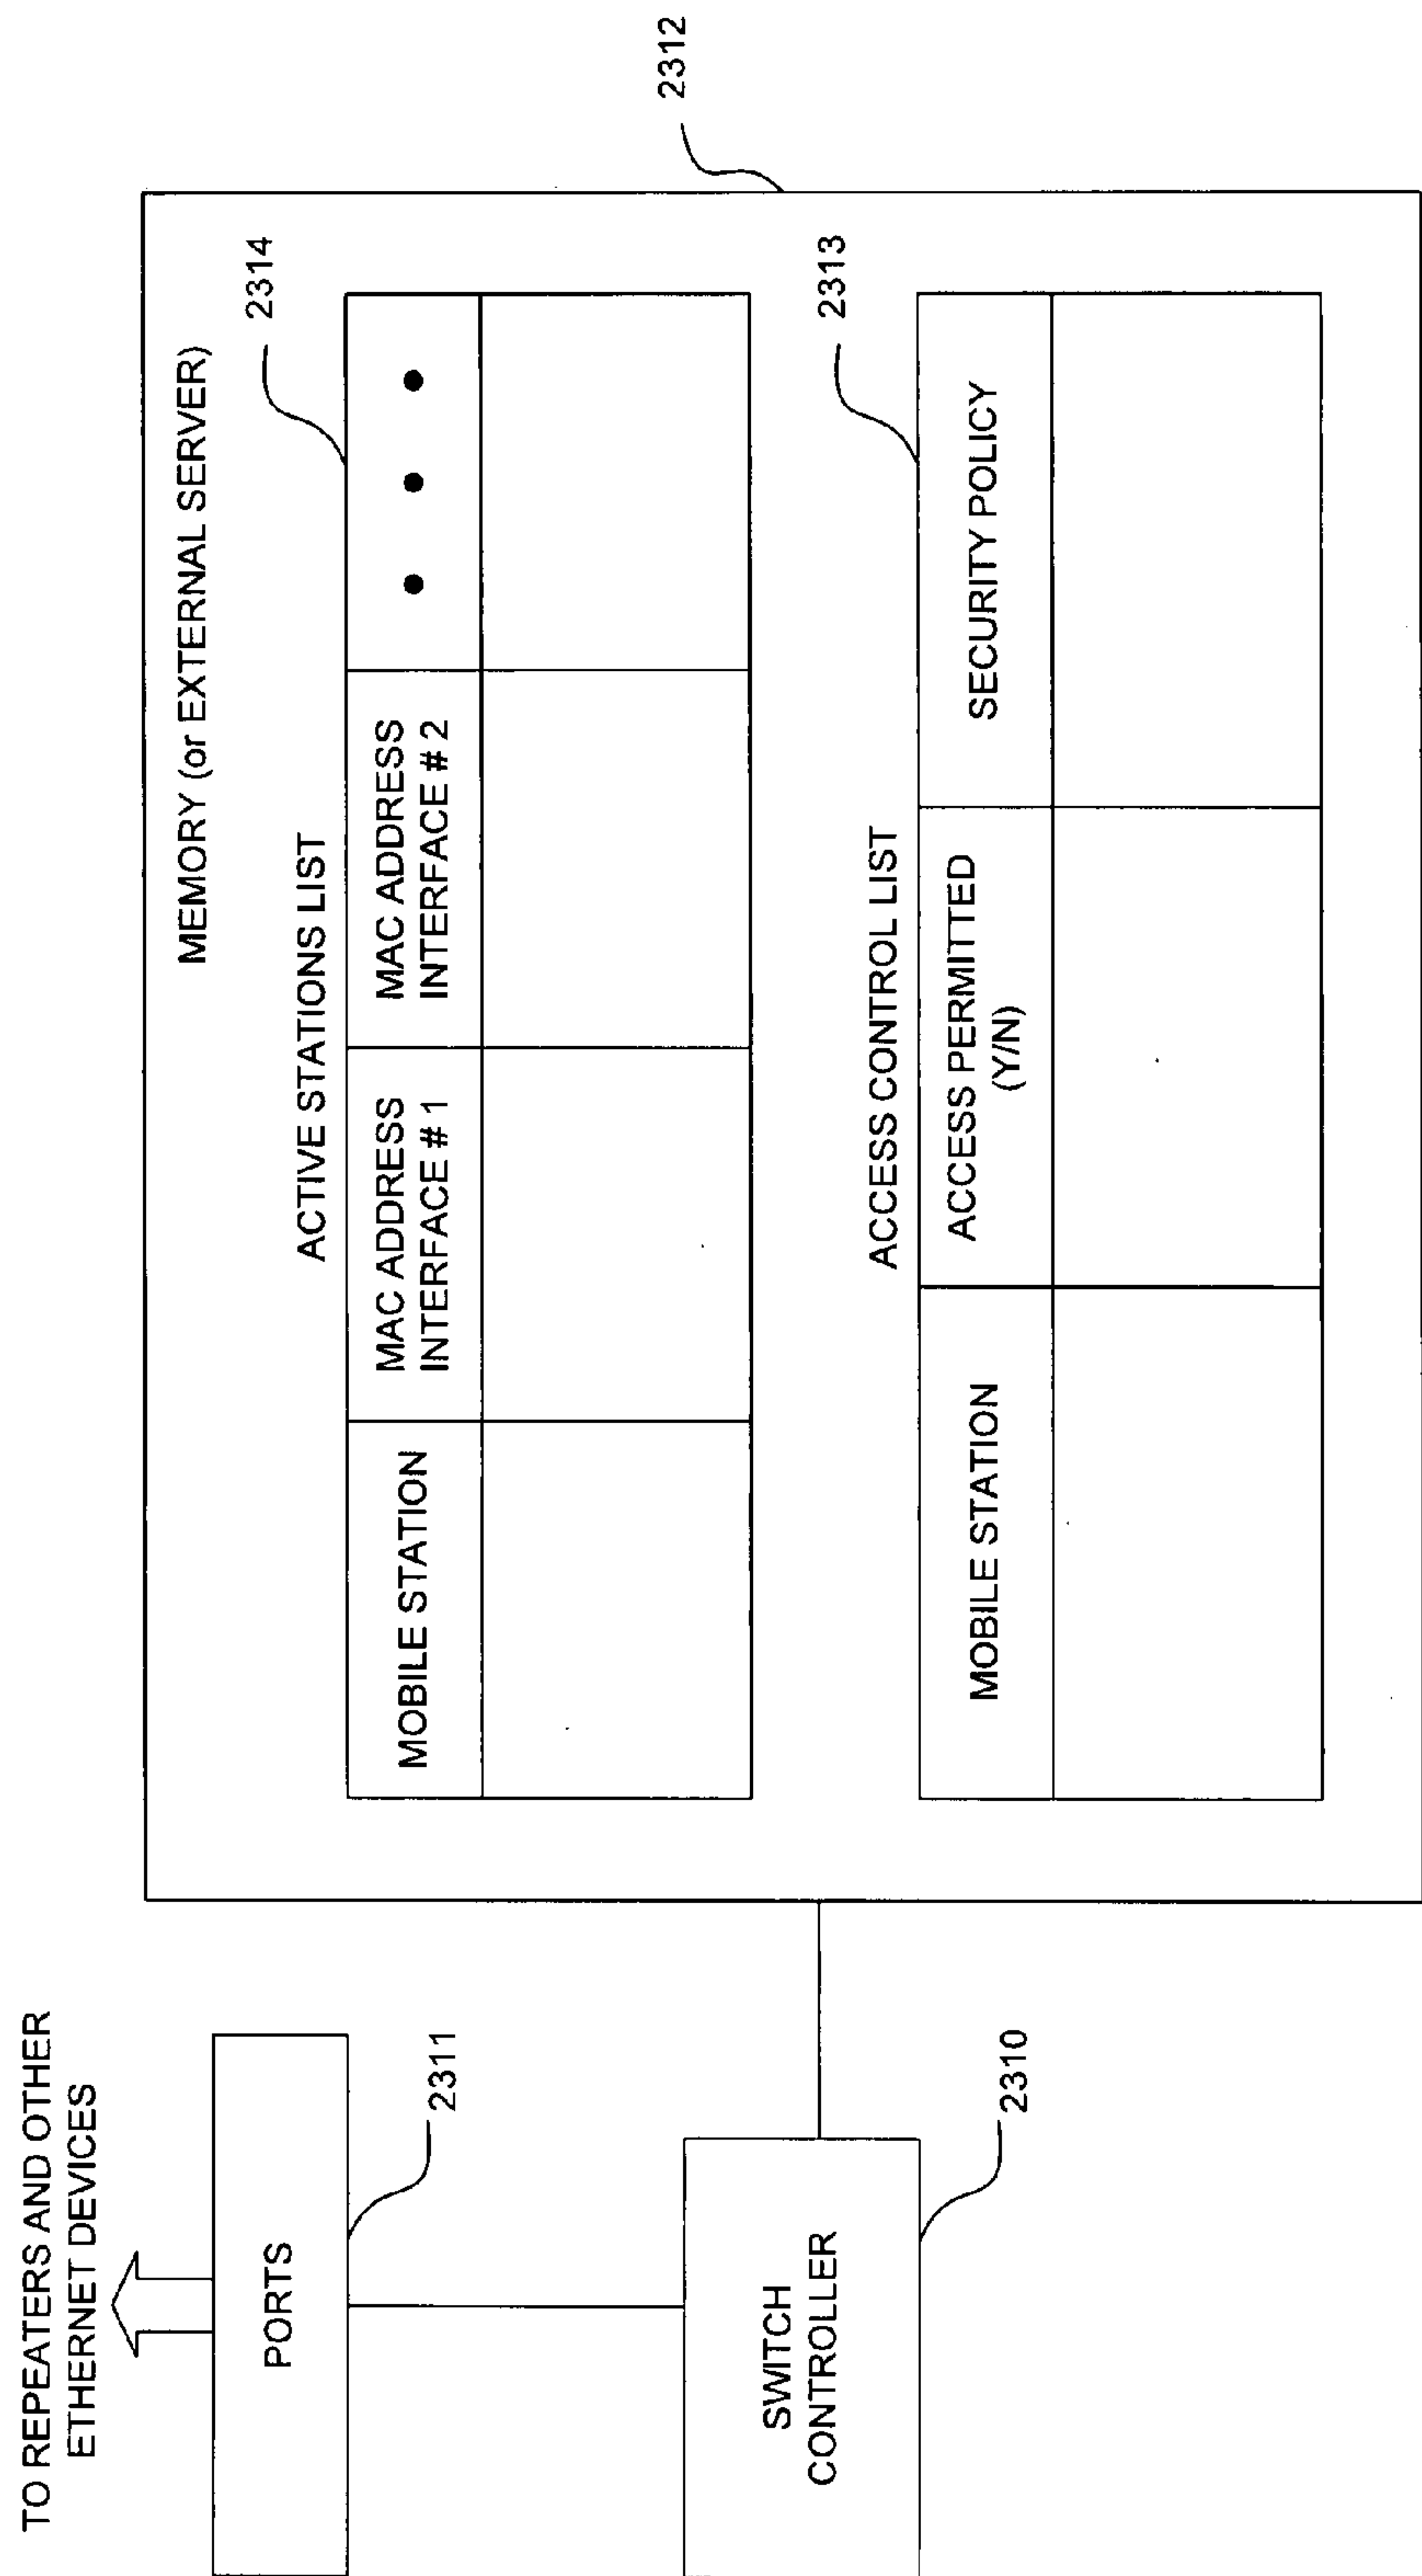 TO REPEATERS AND OTHER
ETHERNET DEVICES
PORTS
2311
SWITCH
CONTROLLER
2310
MEMORY (or EXTERNAL SERVER)
2312
ACTIVE STATIONS LIST
2314
MOBILE STATION
MAC ADDRESS
INTERFACE # 1
MAC ADDRESS
INTERFACE # 2
• • •
ACCESS CONTROL LIST
2313
MOBILE STATION
ACCESS PERMITTED
(Y/N)
SECURITY POLICY